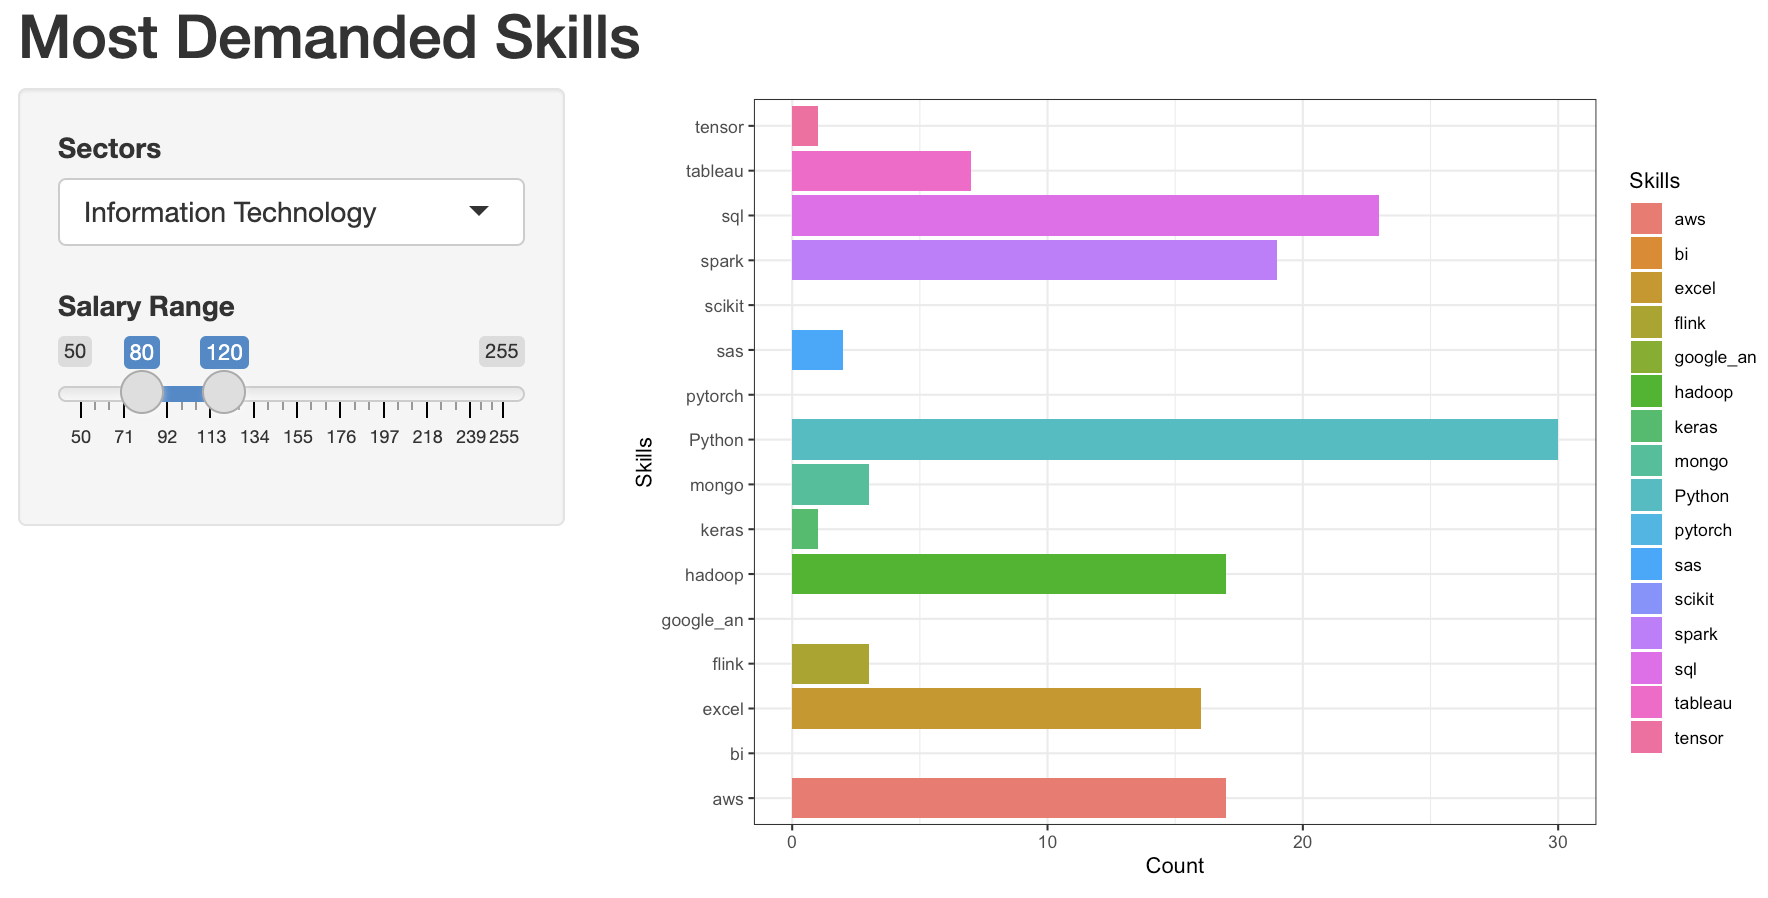 Most Demanded Skills
Sectors
Information Technology
Salary Range
50 80 120 255
50 71 92 113 134 155 176 197 218 239 255
Skills
tensor
tableau
sql
spark
scikit
sas
pytorch
Python
mongo
keras
hadoop
google_an
flink
excel
bi
aws
0 10 20 30
Count
Skills
aws
bi
excel
flink
google_an
hadoop
keras
mongo
Python
pytorch
sas
scikit
spark
sql
tableau
tensor